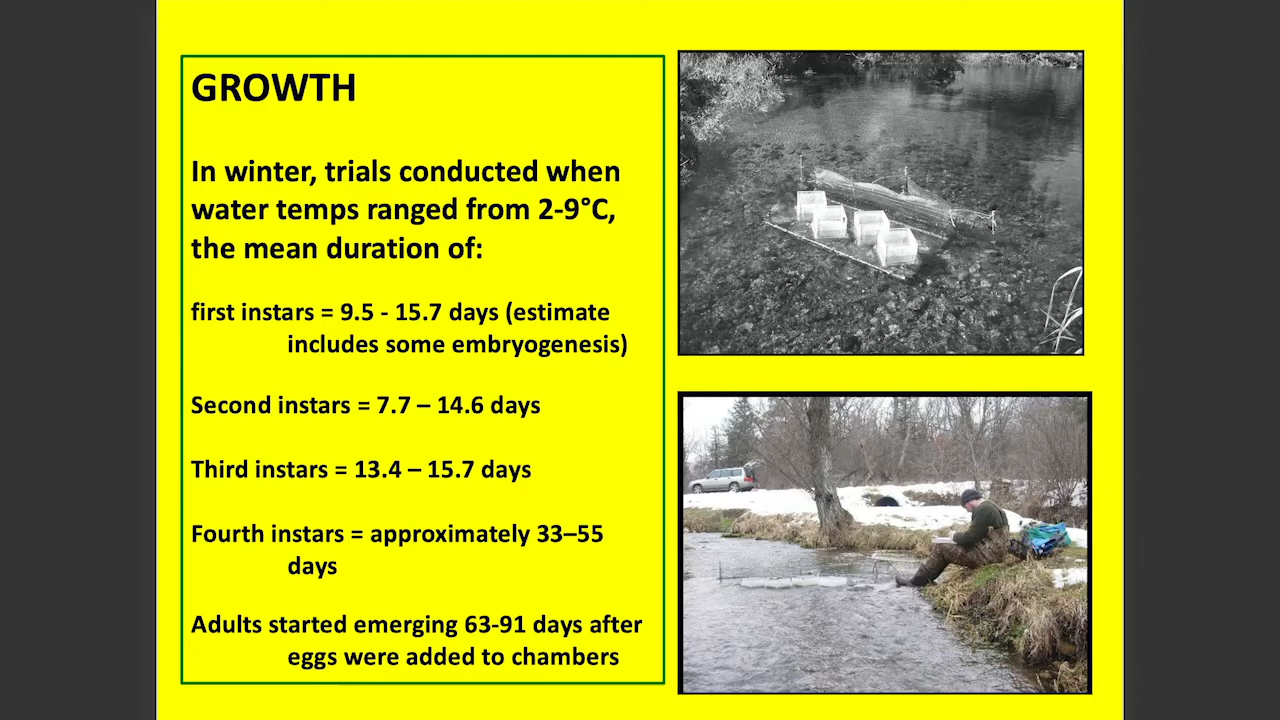 GROWTH
In winter, trials conducted when
water temps ranged from 2-9°C,
the mean duration of:
first instars = 9.5 - 15.7 days (estimate
includes some embryogenesis)
Second instars = 7.7 – 14.6 days
Third instars = 13.4 – 15.7 days
Fourth instars = approximately 33–55
days
Adults started emerging 63-91 days after
eggs were added to chambers